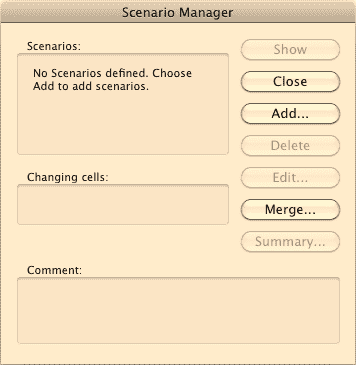 Scenario Manager
Scenarios:
No Scenarios defined. Choose
Add to add scenarios.
Changing cells:
Comment:
Show
Close
Add...
Delete
Edit...
Merge...
Summary...